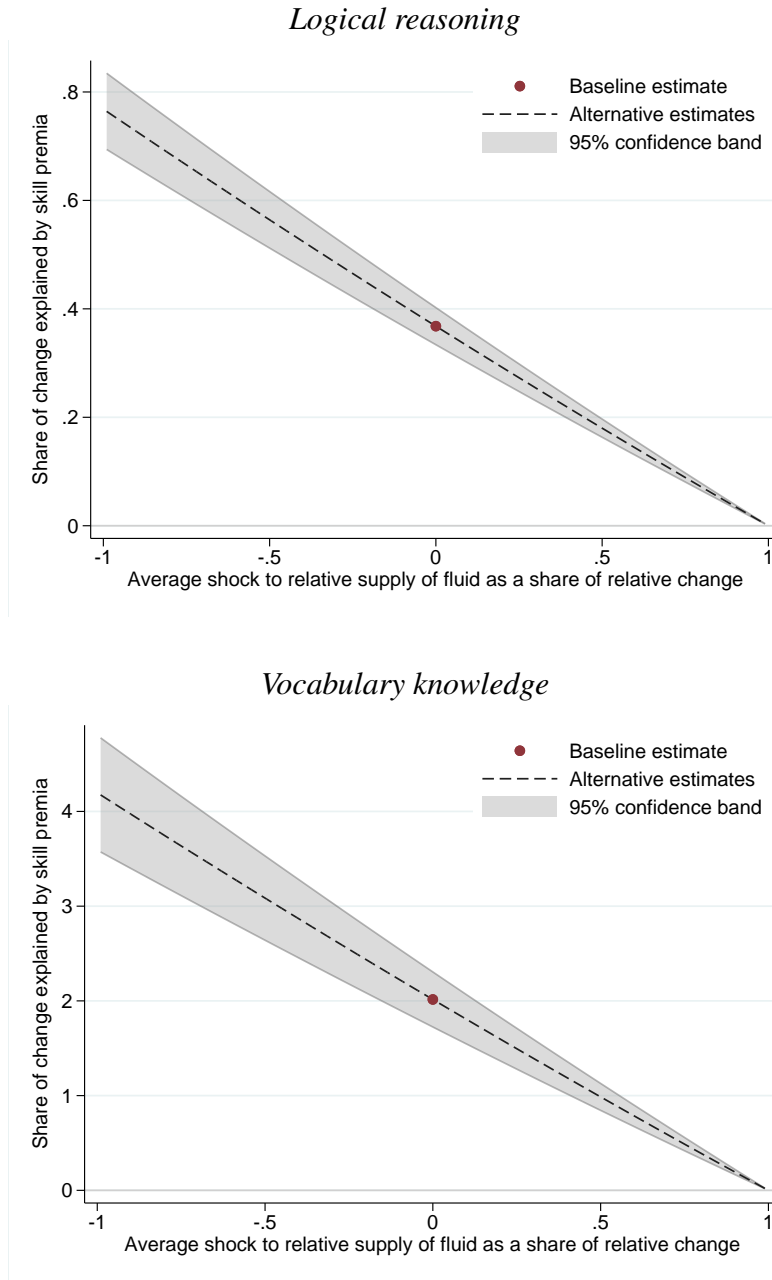 Logical reasoning
Baseline estimate
Alternative estimates
95% confidence band
Share of change explained by skill premia
.8
.6
.4
.2
0
-1
-.5
0
.5
1
Average shock to relative supply of fluid as a share of relative change
Vocabulary knowledge
Baseline estimate
Alternative estimates
95% confidence band
Share of change explained by skill premia
4
3
2
1
0
-1
-.5
0
.5
1
Average shock to relative supply of fluid as a share of relative change